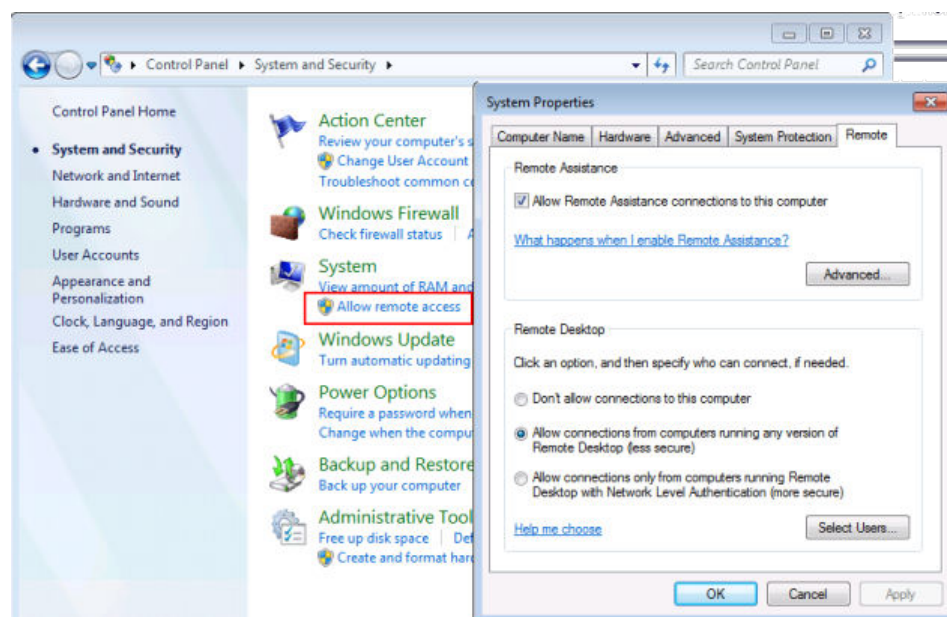 Control Panel ▸ System and Security ▸
Search Control Panel
Control Panel Home
System and Security
Network and Internet
Hardware and Sound
Programs
User Accounts
Appearance and
Personalization
Clock, Language, and Region
Ease of Access
Action Center
Review your computer's s
Change User Account
Troubleshoot common c
Windows Firewall
Check firewall status
System
View amount of RAM and
Allow remote access
Windows Update
Turn automatic updating
Power Options
Require a password when
Change when the compu
Backup and Restore
Back up your computer
Administrative Tool
Free up disk space | Def
Create and format hard
System Properties
Computer Name Hardware Advanced System Protection Remote
Remote Assistance
Allow Remote Assistance connections to this computer
What happens when I enable Remote Assistance?
Advanced...
Remote Desktop
Click an option, and then specify who can connect, if needed.
Don't allow connections to this computer
Allow connections from computers running any version of
Remote Desktop (less secure)
Allow connections only from computers running Remote
Desktop with Network Level Authentication (more secure)
Help me choose
Select Users...
OK Cancel Apply